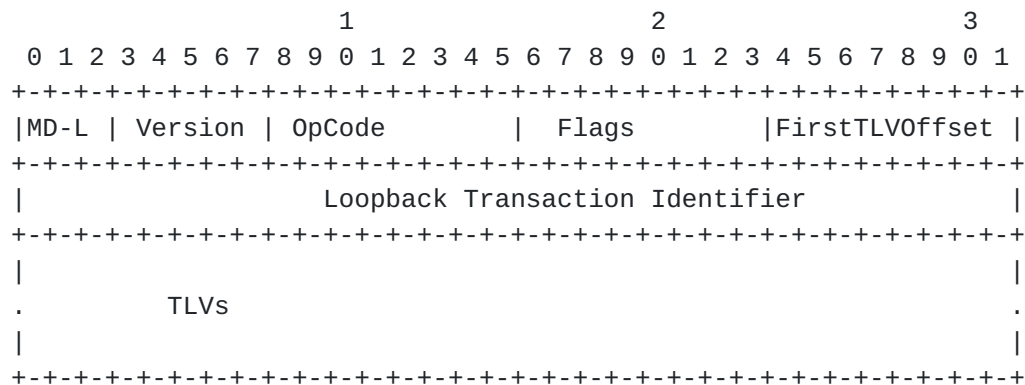 1                   2                   3
 0 1 2 3 4 5 6 7 8 9 0 1 2 3 4 5 6 7 8 9 0 1 2 3 4 5 6 7 8 9 0 1
+-+-+-+-+-+-+-+-+-+-+-+-+-+-+-+-+-+-+-+-+-+-+-+-+-+-+-+-+-+-+-+-+
|MD-L | Version | OpCode        |  Flags        |FirstTLVOffset |
+-+-+-+-+-+-+-+-+-+-+-+-+-+-+-+-+-+-+-+-+-+-+-+-+-+-+-+-+-+-+-+-+
|                   Loopback Transaction Identifier             |
+-+-+-+-+-+-+-+-+-+-+-+-+-+-+-+-+-+-+-+-+-+-+-+-+-+-+-+-+-+-+-+-+
|                                                               |
.         TLVs                                                  .
|                                                               |
+-+-+-+-+-+-+-+-+-+-+-+-+-+-+-+-+-+-+-+-+-+-+-+-+-+-+-+-+-+-+-+-+